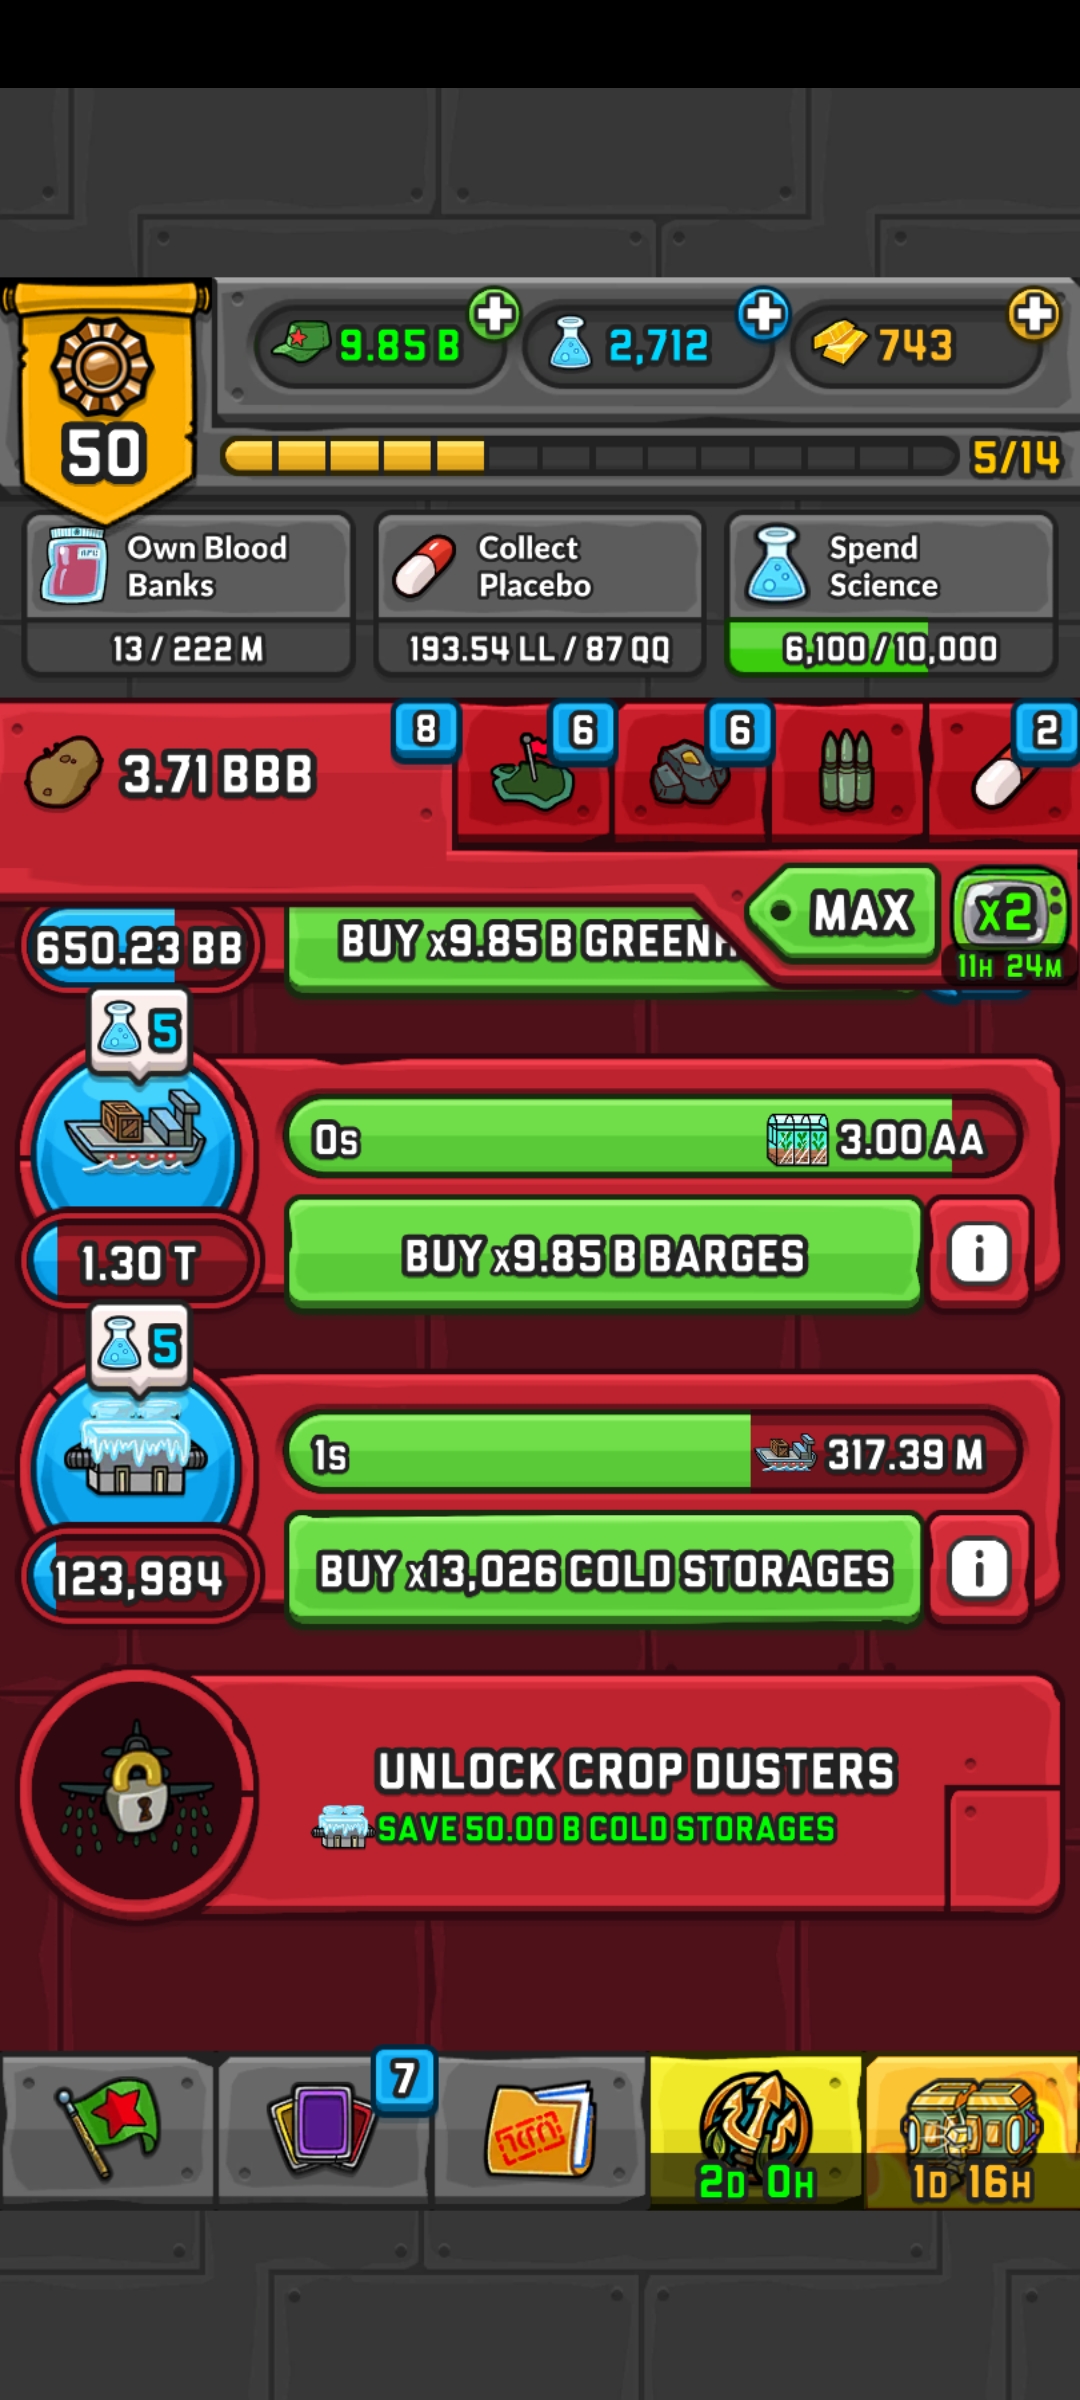 9.85 B
2,712
743
50
5/14
Own Blood
Banks
13 / 222 M
Collect
Placebo
193.54 LL / 87 QQ
Spend
Science
6,100 / 10,000
3.71 BBB
8
6
6
2
MAX
x2
11H 24M
650.23 BB
BUY x9.85 B GREENH
5
0s
3.00 AA
1.30 T
BUY x9.85 B BARGES
i
5
1s
317.39 M
123,984
BUY x13,026 COLD STORAGES
i
UNLOCK CROP DUSTERS
SAVE 50.00 B COLD STORAGES
7
2D 0H
1D 16H